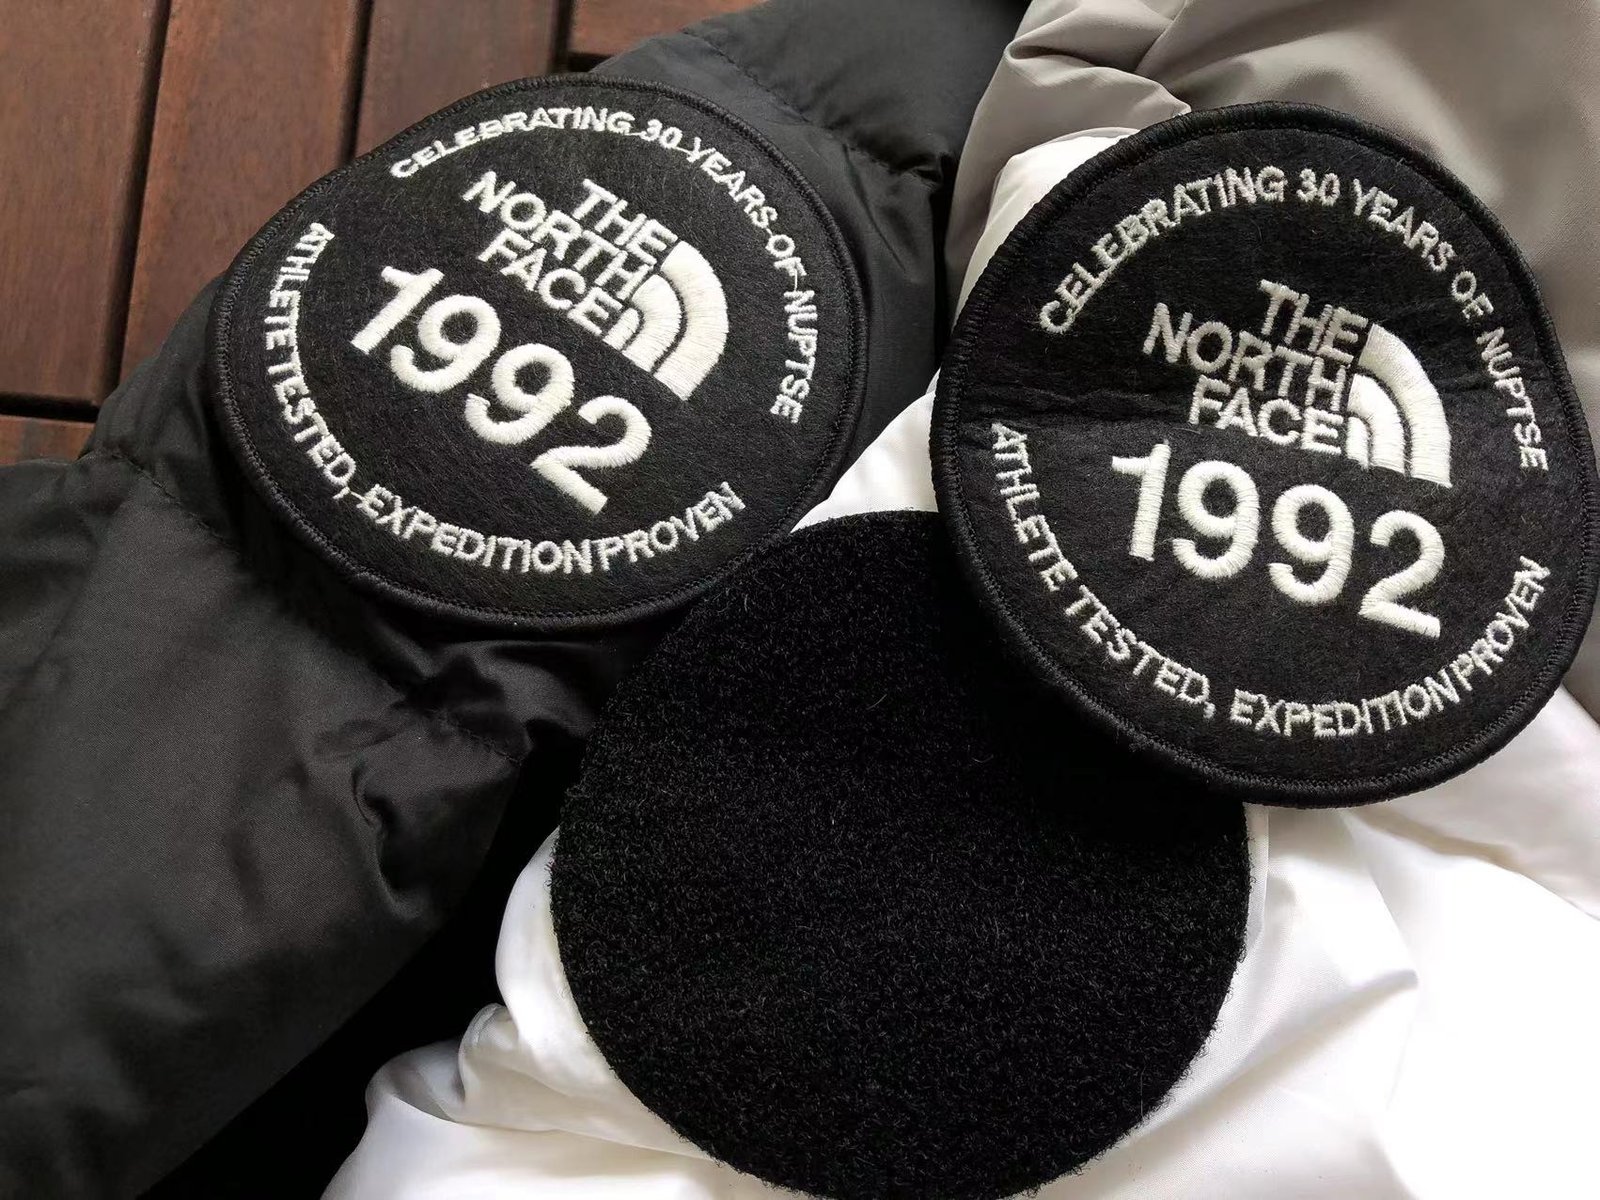 CELEBRATING 30 YEARS OF NUPTSE
THE
NORTH
FACE
1992
ATHLETE TESTED, EXPEDITION PROVEN
CELEBRATING 30 YEARS OF NUPTSE
THE
NORTH
FACE
1992
ATHLETE TESTED, EXPEDITION PROVEN